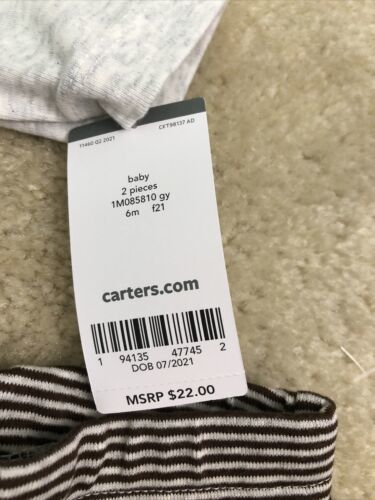 11460 Q2 2021
CKT98137 AD
baby
2 pieces
1M085810 gy
6m f21
carters.com
1 94135 47745 2
DOB 07/2021
MSRP $22.00